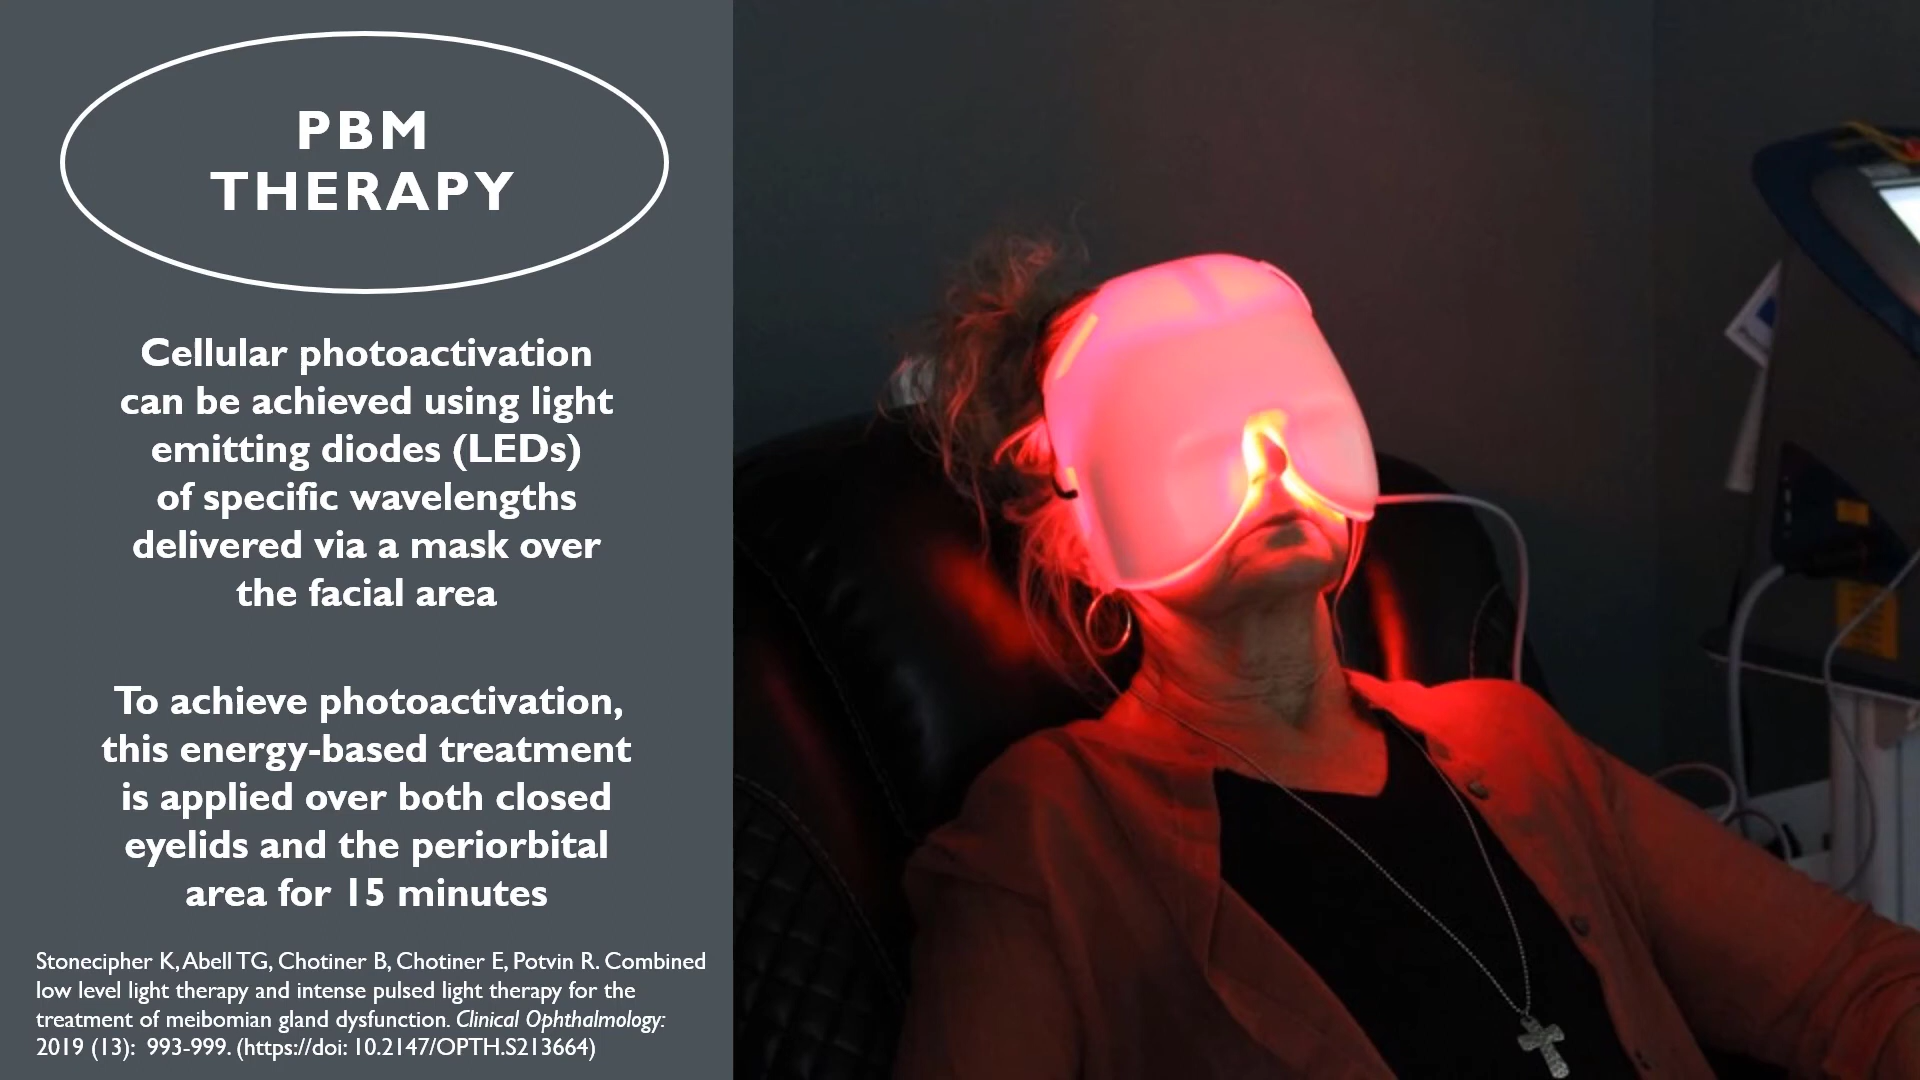 PBM
THERAPY
Cellular photoactivation
can be achieved using light
emitting diodes (LEDs)
of specific wavelengths
delivered via a mask over
the facial area
To achieve photoactivation,
this energy-based treatment
is applied over both closed
eyelids and the periorbital
area for 15 minutes
Stonecipher K, Abell TG, Chotiner B, Chotiner E, Potvin R. Combined
low level light therapy and intense pulsed light therapy for the
treatment of meibomian gland dysfunction. Clinical Ophthalmology:
2019 (13):  993-999. (https://doi: 10.2147/OPTH.S213664)